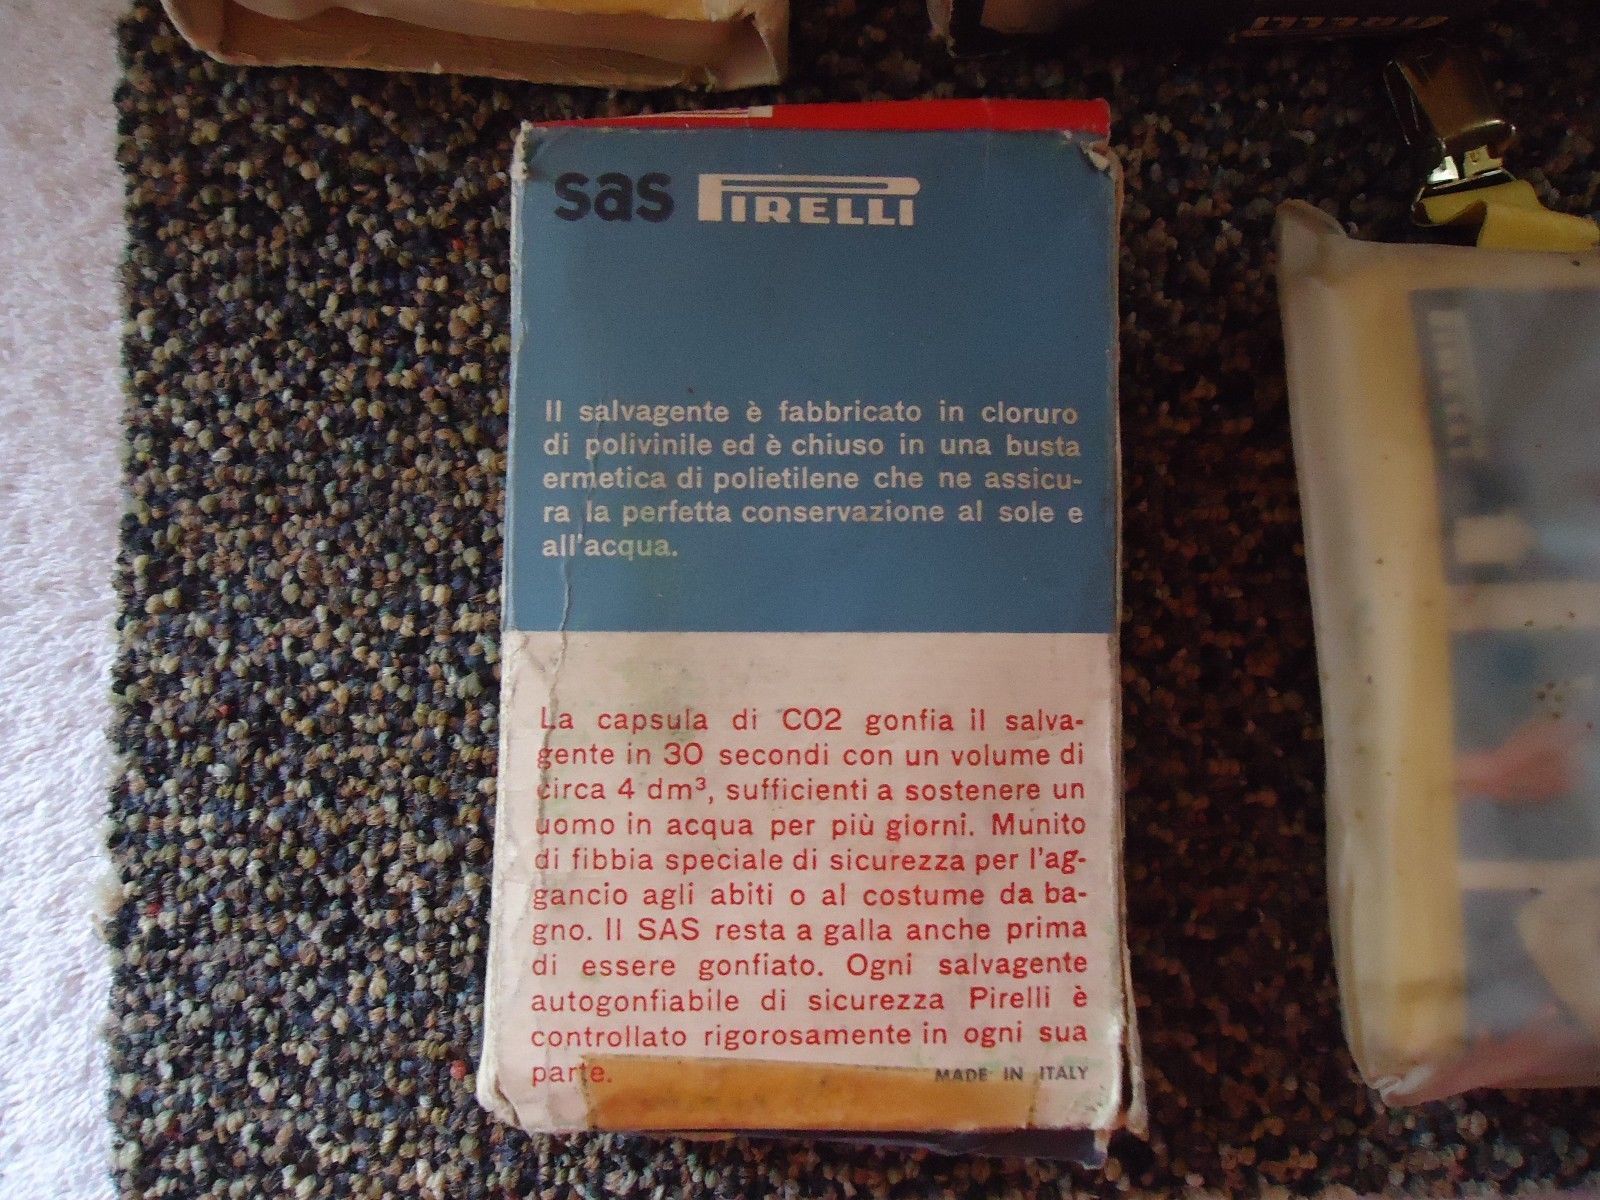 PIRELLI
sas PIRELLI
Il salvagente è fabbricato in cloruro
di polivinile ed è chiuso in una busta
ermetica di polietilene che ne assicu-
ra la perfetta conservazione al sole e
all'acqua.
La capsula di CO2 gonfia il salva-
gente in 30 secondi con un volume di
circa 4 dm³, sufficienti a sostenere un
uomo in acqua per più giorni. Munito
di fibbia speciale di sicurezza per l'ag-
gancio agli abiti o al costume da ba-
gno. Il SAS resta a galla anche prima
di essere gonfiato. Ogni salvagente
autogonfiabile di sicurezza Pirelli è
controllato rigorosamente in ogni sua
parte.
MADE IN ITALY